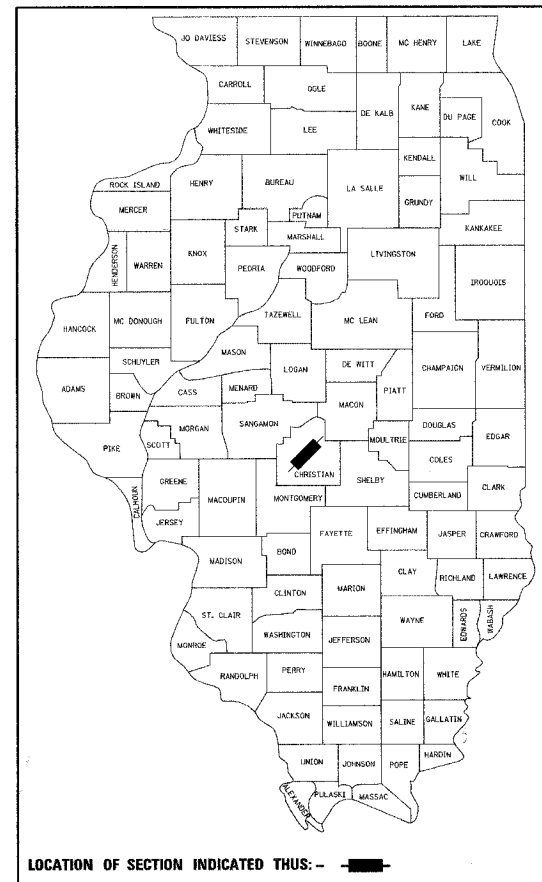 JO DAVIESS STEVENSON WINNEBAGO BOONE MC HENRY LAKE
CARROLL OGLE
DE KALB KANE DU PAGE COOK
WHITESIDE LEE
KENDALL WILL
ROCK ISLAND HENRY BUREAU LA SALLE GRUNDY
MERCER PUTNAM
STARK MARSHALL KANKAKEE
HENDERSON WARREN KNOX PEORIA WOODFORD LIVINGSTON IROQUOIS
HANCOCK MC DONOUGH FULTON TAZEWELL MC LEAN FORD
SCHUYLER MASON
ADAMS BROWN CASS MENARD LOGAN DE WITT PIATT CHAMPAIGN VERMILION
MACON
PIKE SCOTT MORGAN SANGAMON MOULTRIE DOUGLAS EDGAR
CHRISTIAN COLES
CALHOUN GREENE MACOUPIN MONTGOMERY SHELBY CUMBERLAND CLARK
JERSEY
FAYETTE EFFINGHAM JASPER CRAWFORD
MADISON BOND
CLAY RICHLAND LAWRENCE
CLINTON MARION
ST. CLAIR WAYNE EDWARDS WABASH
WASHINGTON JEFFERSON
MONROE
RANDOLPH PERRY HAMILTON WHITE
FRANKLIN
JACKSON WILLIAMSON SALINE GALLATIN
HARDIN
UNION JOHNSON POPE
ALEXANDER PULASKI MASSAC
LOCATION OF SECTION INDICATED THUS: -